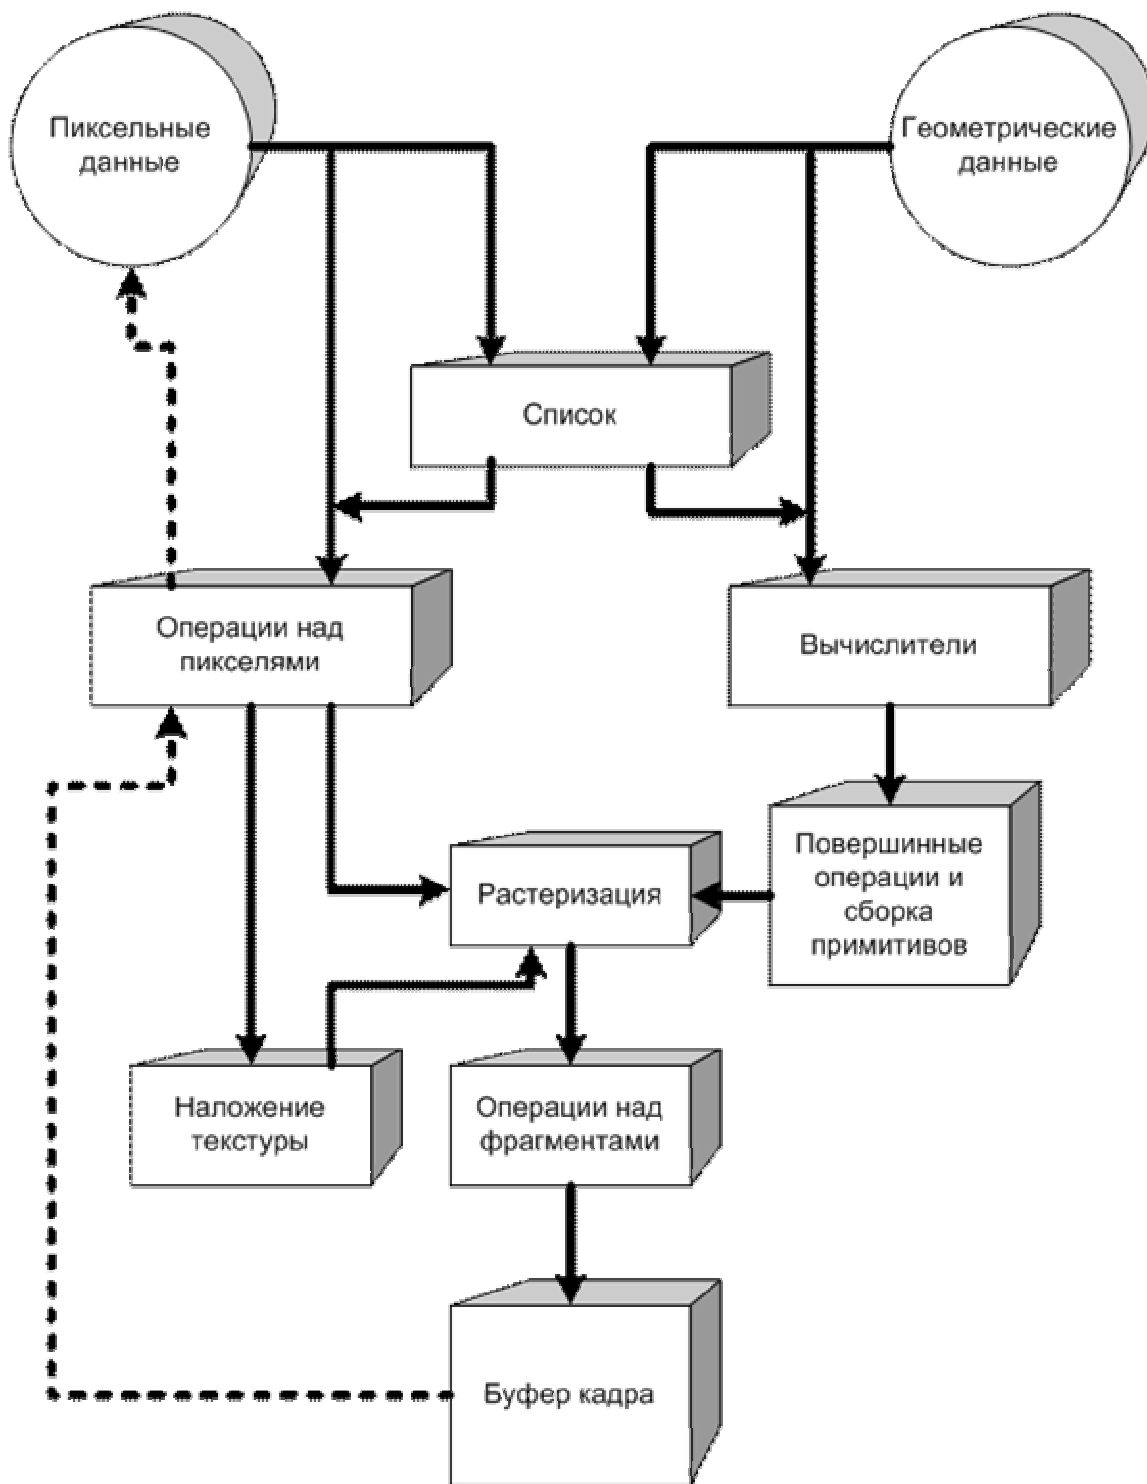 Пиксельные
данные
Геометрические
данные
Список
Операции над
пикселями
Вычислители
Повершинные
операции и
сборка
примитивов
Растеризация
Наложение
текстуры
Операции над
фрагментами
Буфер кадра